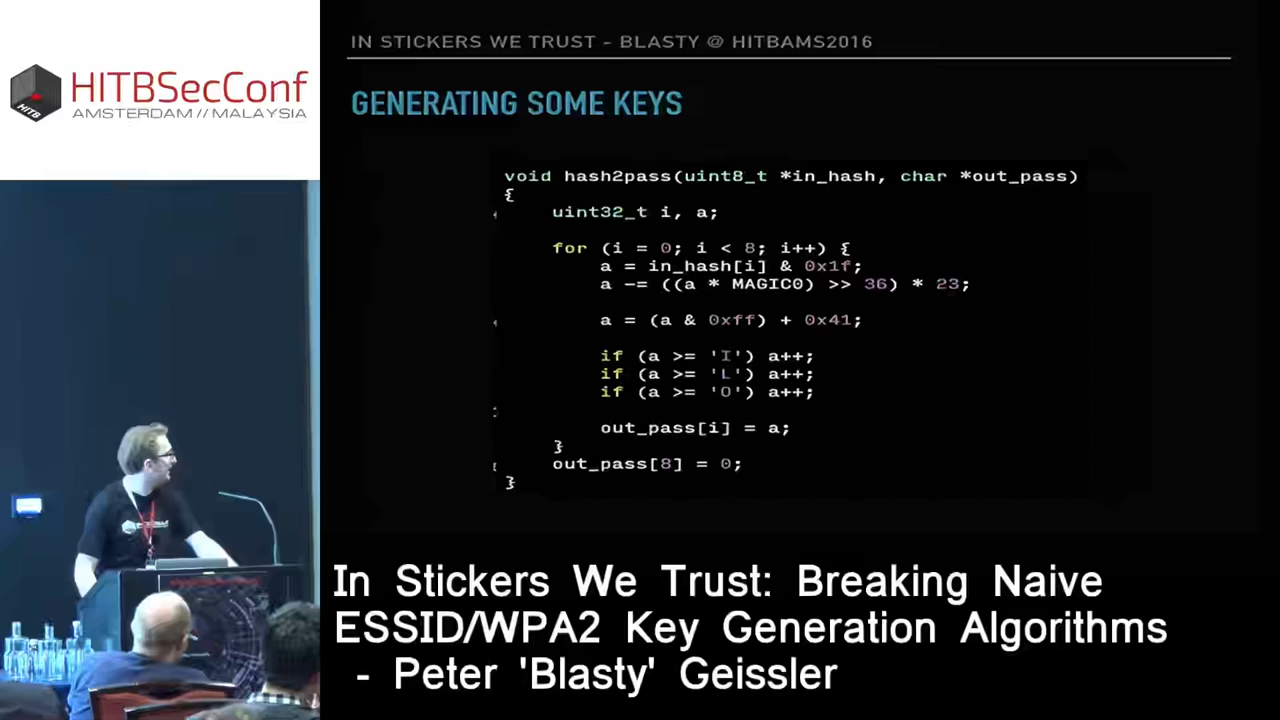 HITBSecConf
AMSTERDAM // MALAYSIA
HITB
IN STICKERS WE TRUST - BLASTY @ HITBAMS2016
GENERATING SOME KEYS
void hash2pass(uint8_t *in_hash, char *out_pass)
{
uint32_t i, a;
for (i = 0; i < 8; i++) {
a = in_hash[i] & 0x1f;
a -= ((a * MAGIC0) >> 36) * 23;
a = (a & 0xff) + 0x41;
if (a >= 'I') a++;
if (a >= 'L') a++;
if (a >= 'O') a++;
out_pass[i] = a;
}
out_pass[8] = 0;
}
In Stickers We Trust: Breaking Naive
ESSID/WPA2 Key Generation Algorithms
- Peter 'Blasty' Geissler